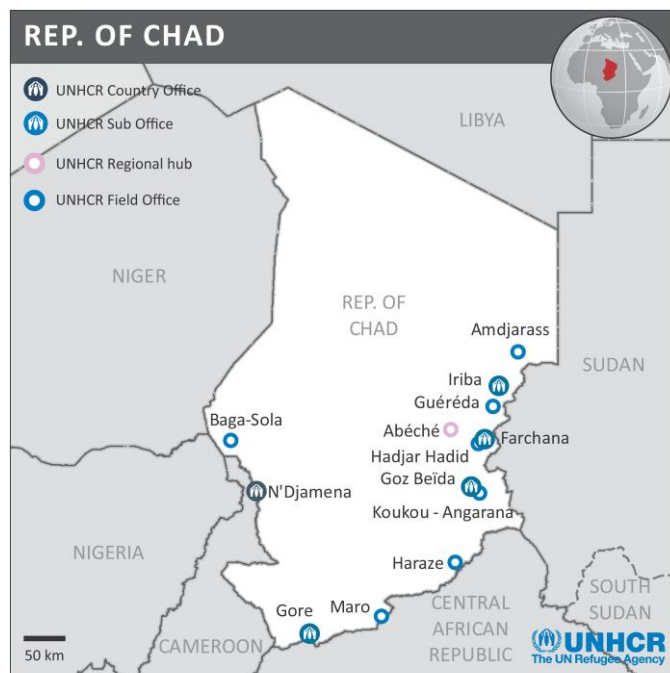 REP. OF CHAD
UNHCR Country Office
UNHCR Sub Office
UNHCR Regional hub
UNHCR Field Office
LIBYA
NIGER
REP. OF
CHAD
Amdjarass
SUDAN
Iriba
Guéréda
Baga-Sola
Abéché
Farchana
Hadjar Hadid
Goz Beïda
N'Djamena
Koukou - Angarana
NIGERIA
Haraze
SOUTH
SUDAN
Gore
Maro
CENTRAL
AFRICAN
REPUBLIC
CAMEROON
50 km
UNHCR
The UN Refugee Agency